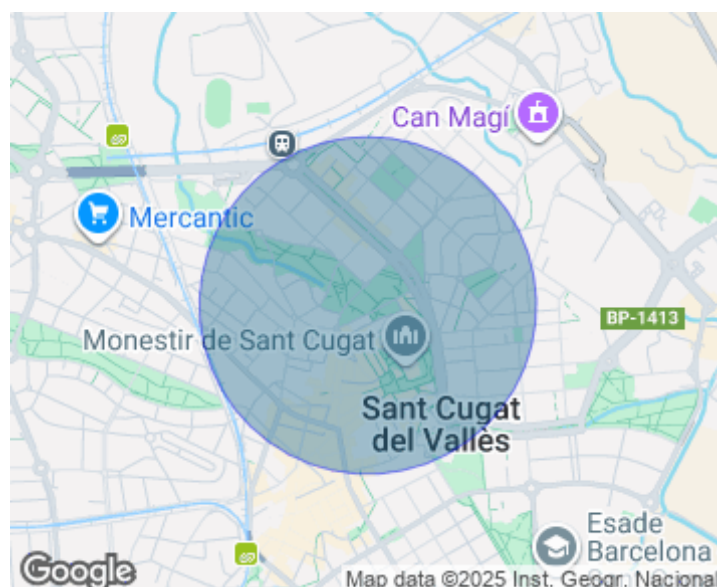 Can Magí
Mercantic
BP-1413
Monestir de Sant Cugat
Sant Cugat
del Vallès
Esade
Barcelona
Google
Map data ©2025 Inst. Geogr. Nacional